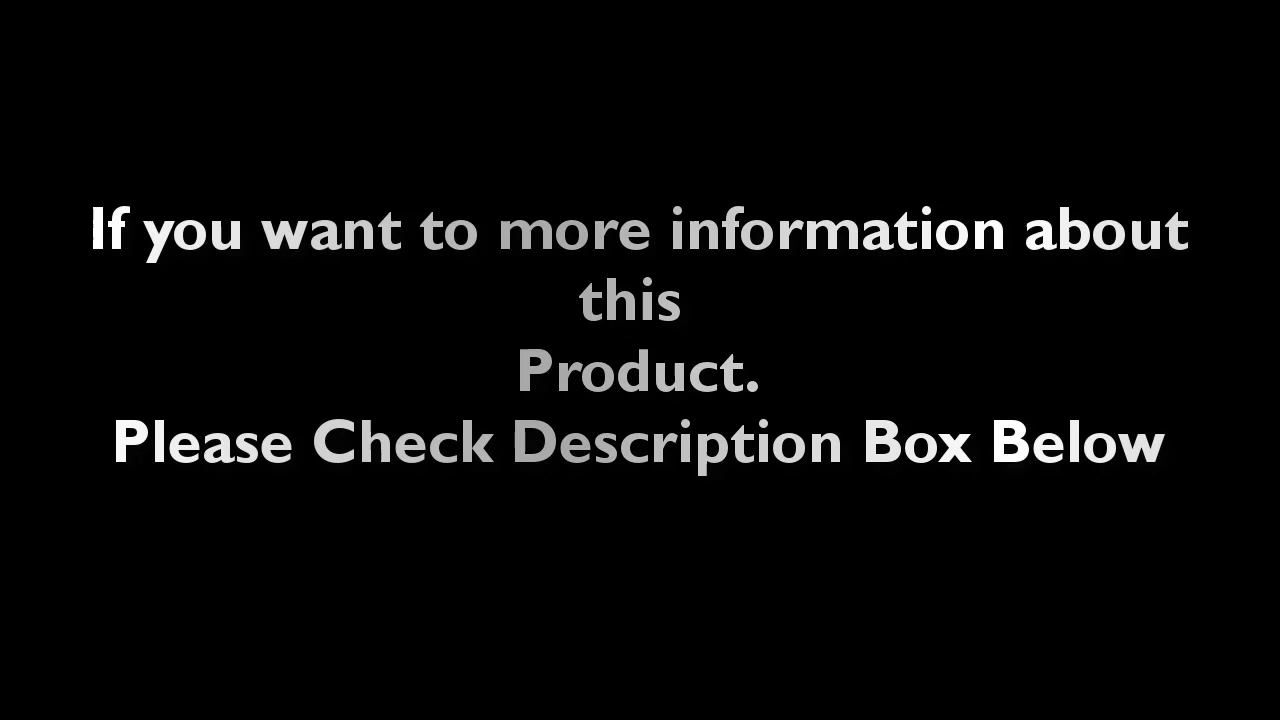 If you want to more information about
this
Product.
Please Check Description Box Below